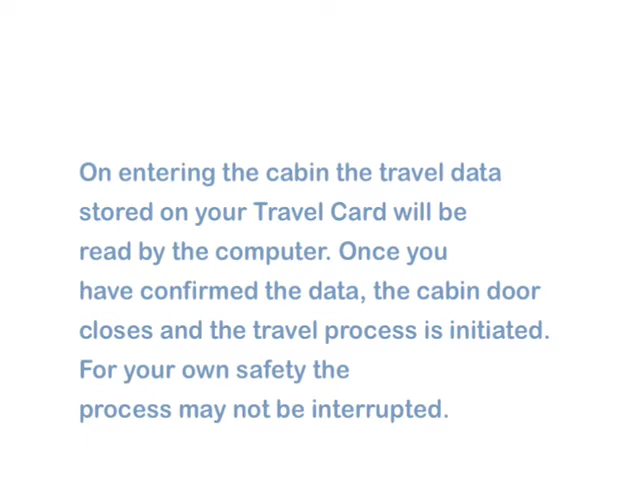 On entering the cabin the travel data
stored on your Travel Card will be
read by the computer. Once you
have confirmed the data, the cabin door
closes and the travel process is initiated.
For your own safety the
process may not be interrupted.